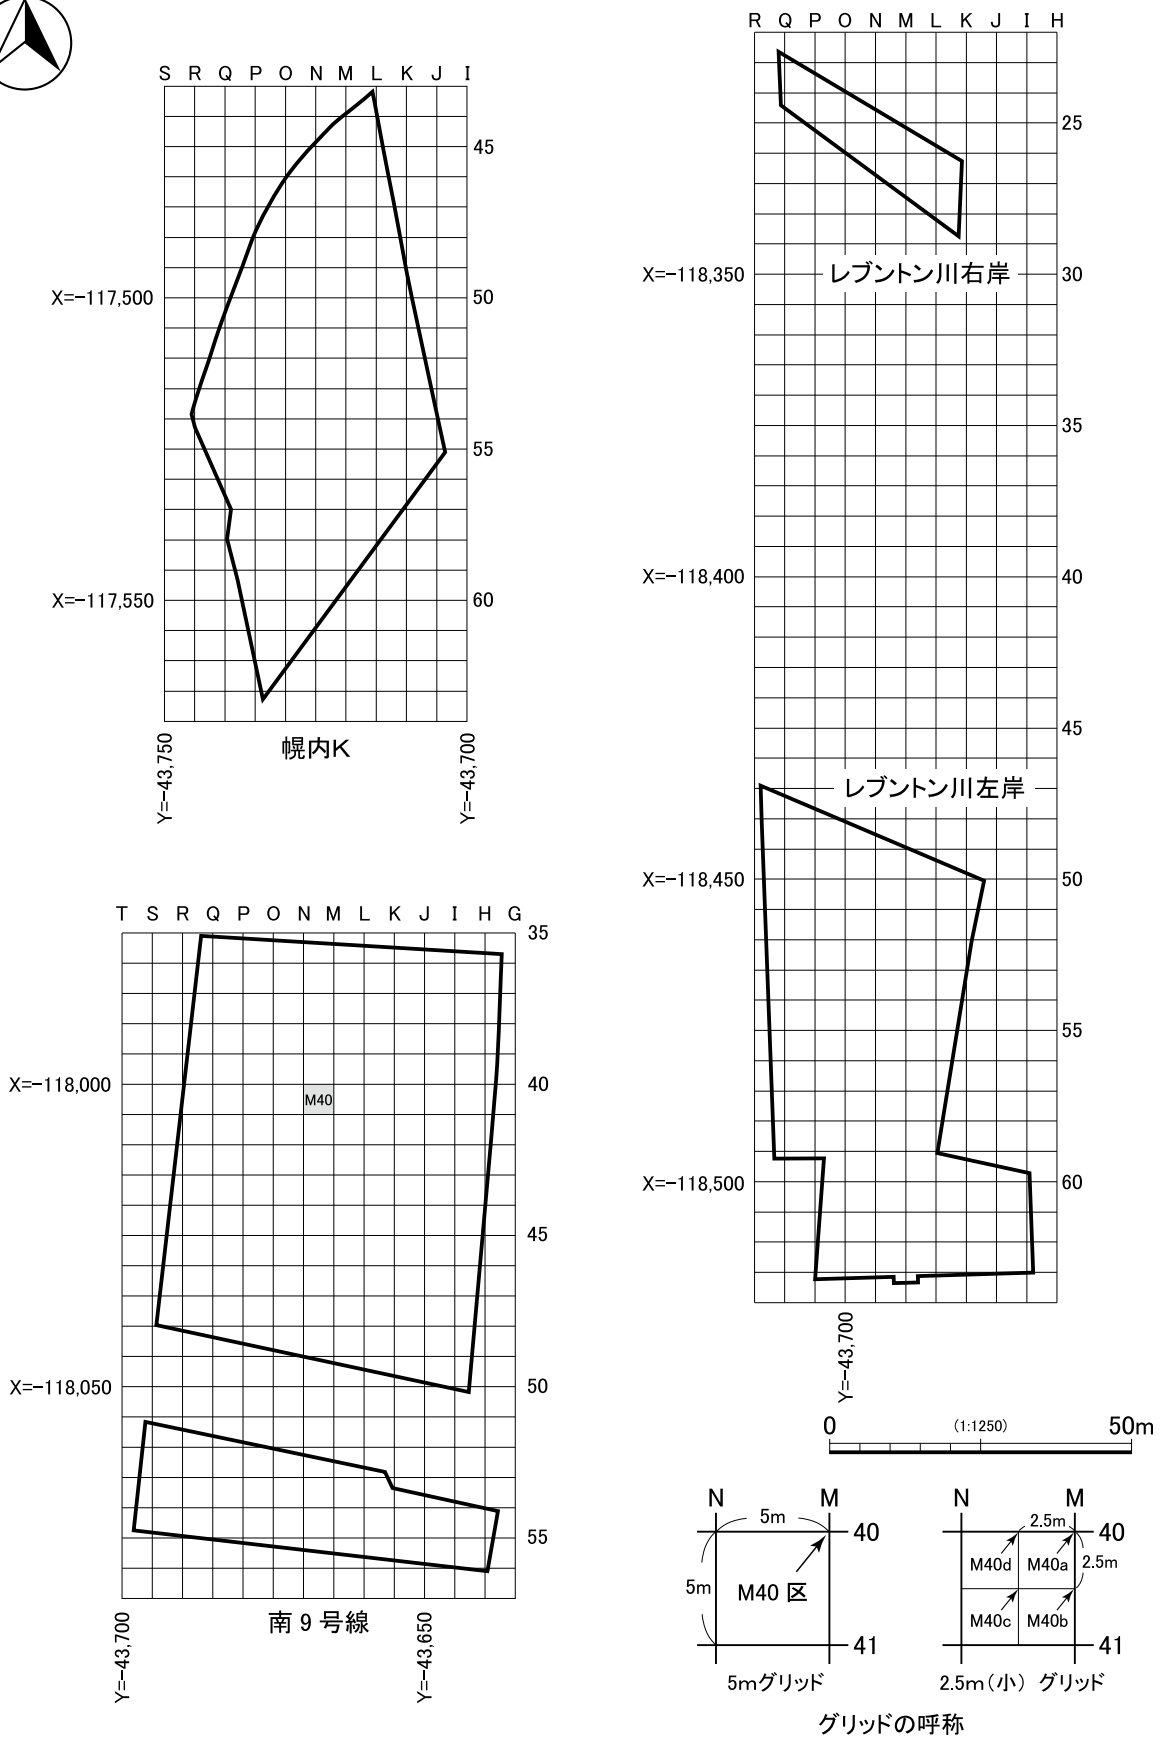 S R Q P O N M L K J I
45
X=-117,500
50
55
X=-117,550
60
Y=-43,750
幌内K
Y=-43,700
R Q P O N M L K J I H
25
X=-118,350
レブントン川右岸
30
35
X=-118,400
40
45
レブントン川左岸
X=-118,450
50
55
X=-118,500
60
Y=-43,700
T S R Q P O N M L K J I H G
35
X=-118,000
40
M40
45
X=-118,050
50
55
Y=-43,700
南9号線
Y=-43,650
0 (1:1250) 50m
N M
5m
40
5m
M40 区
41
5mグリッド
N M
2.5m
40
M40d M40a
2.5m
M40c M40b
41
2.5m(小) グリッド
グリッドの呼称